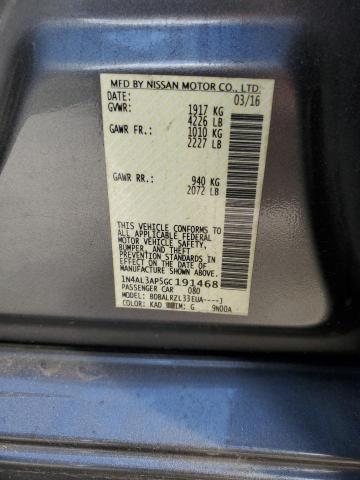 MFD BY NISSAN MOTOR CO., LTD.
DATE: 03/16
GVWR: 1917 KG
4226 LB
GAWR FR.: 1010 KG
2227 LB
GAWR RR.: 940 KG
2072 LB
THIS VEHICLE CONFORMS TO
ALL APPLICABLE FEDERAL
MOTOR VEHICLE SAFETY,
BUMPER, AND THEFT
PREVENTION STANDARDS
IN EFFECT ON THE DATE OF
MANUFACTURE SHOWN ABOVE.
1N4AL3AP5GC191468
PASSENGER CAR 080
MODEL: BDBALRZL33EUA----J
COLOR: KAD TRIM: G 9N00A